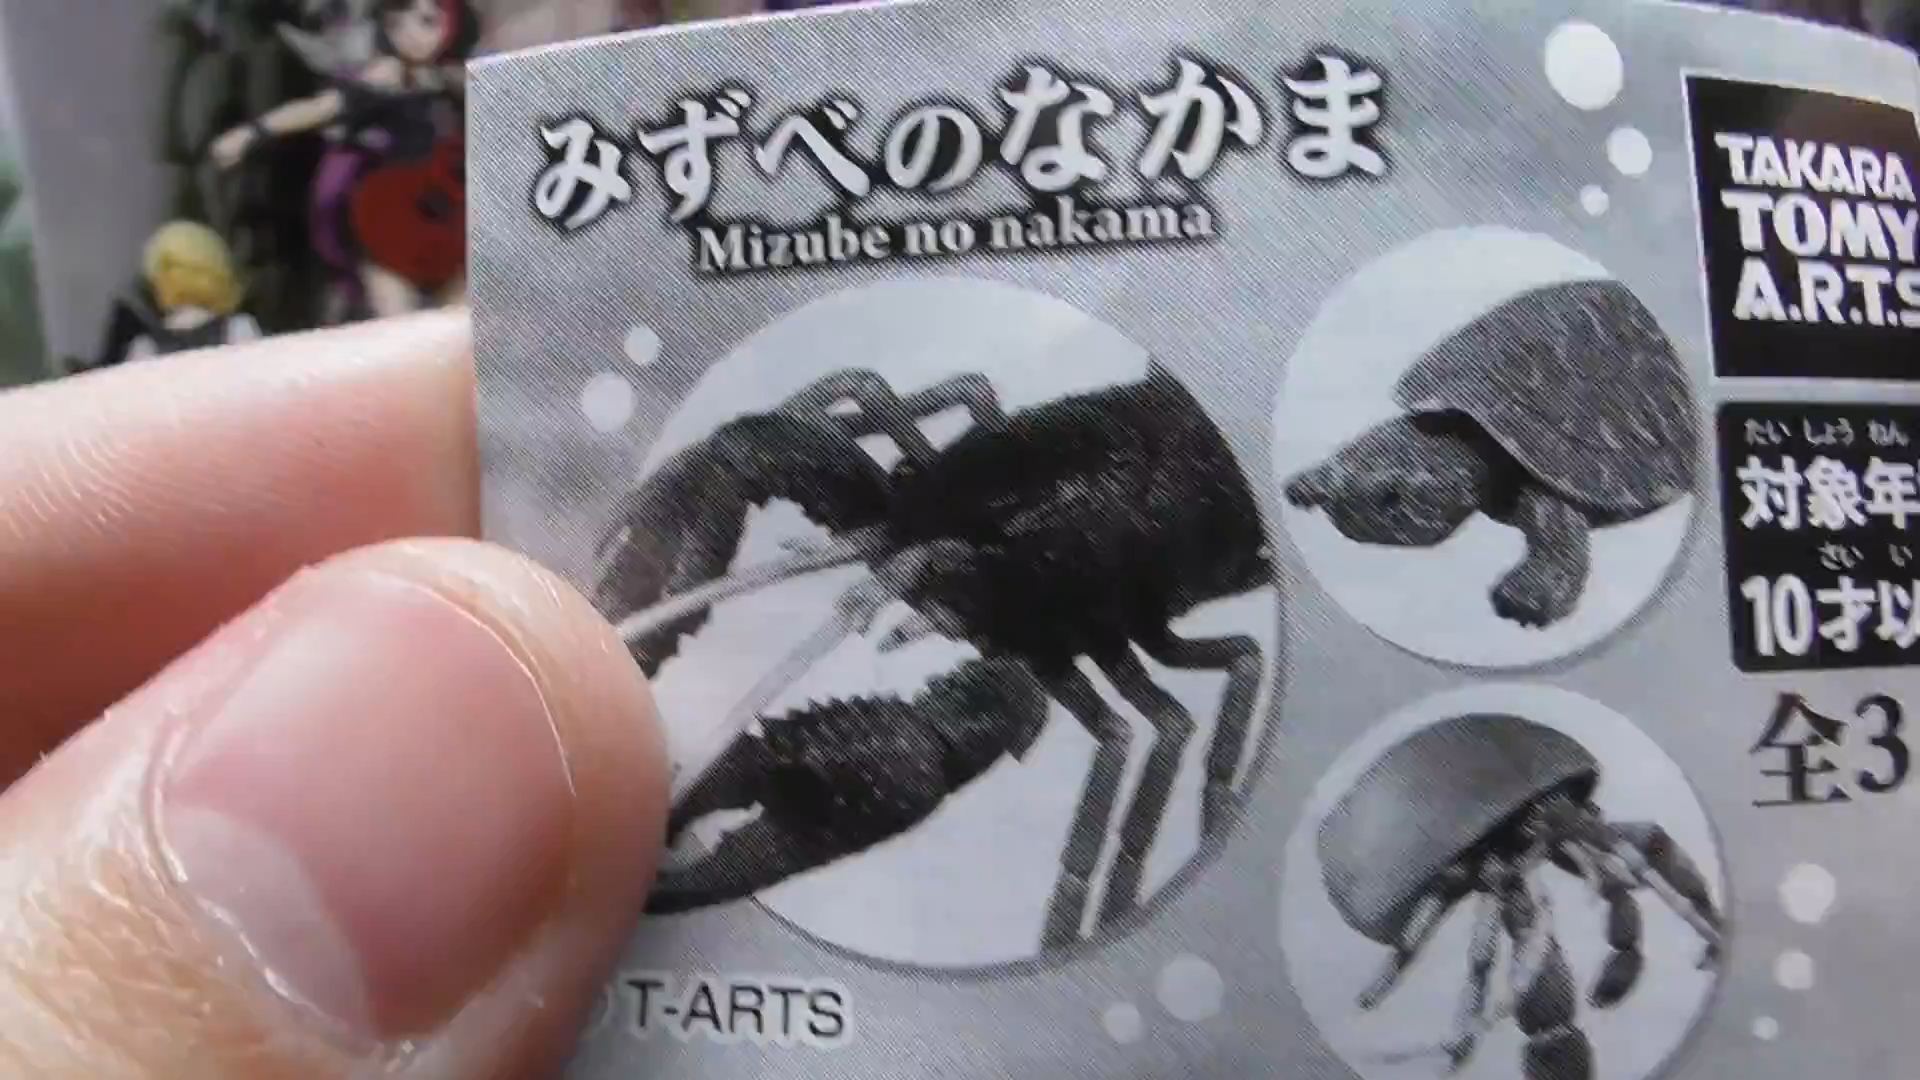 みずべのなかま
Mizube no nakama
TAKARA
TOMY
A.R.T.S
たい しょう ねん
対象年
さい い
10才以
全3
T-ARTS